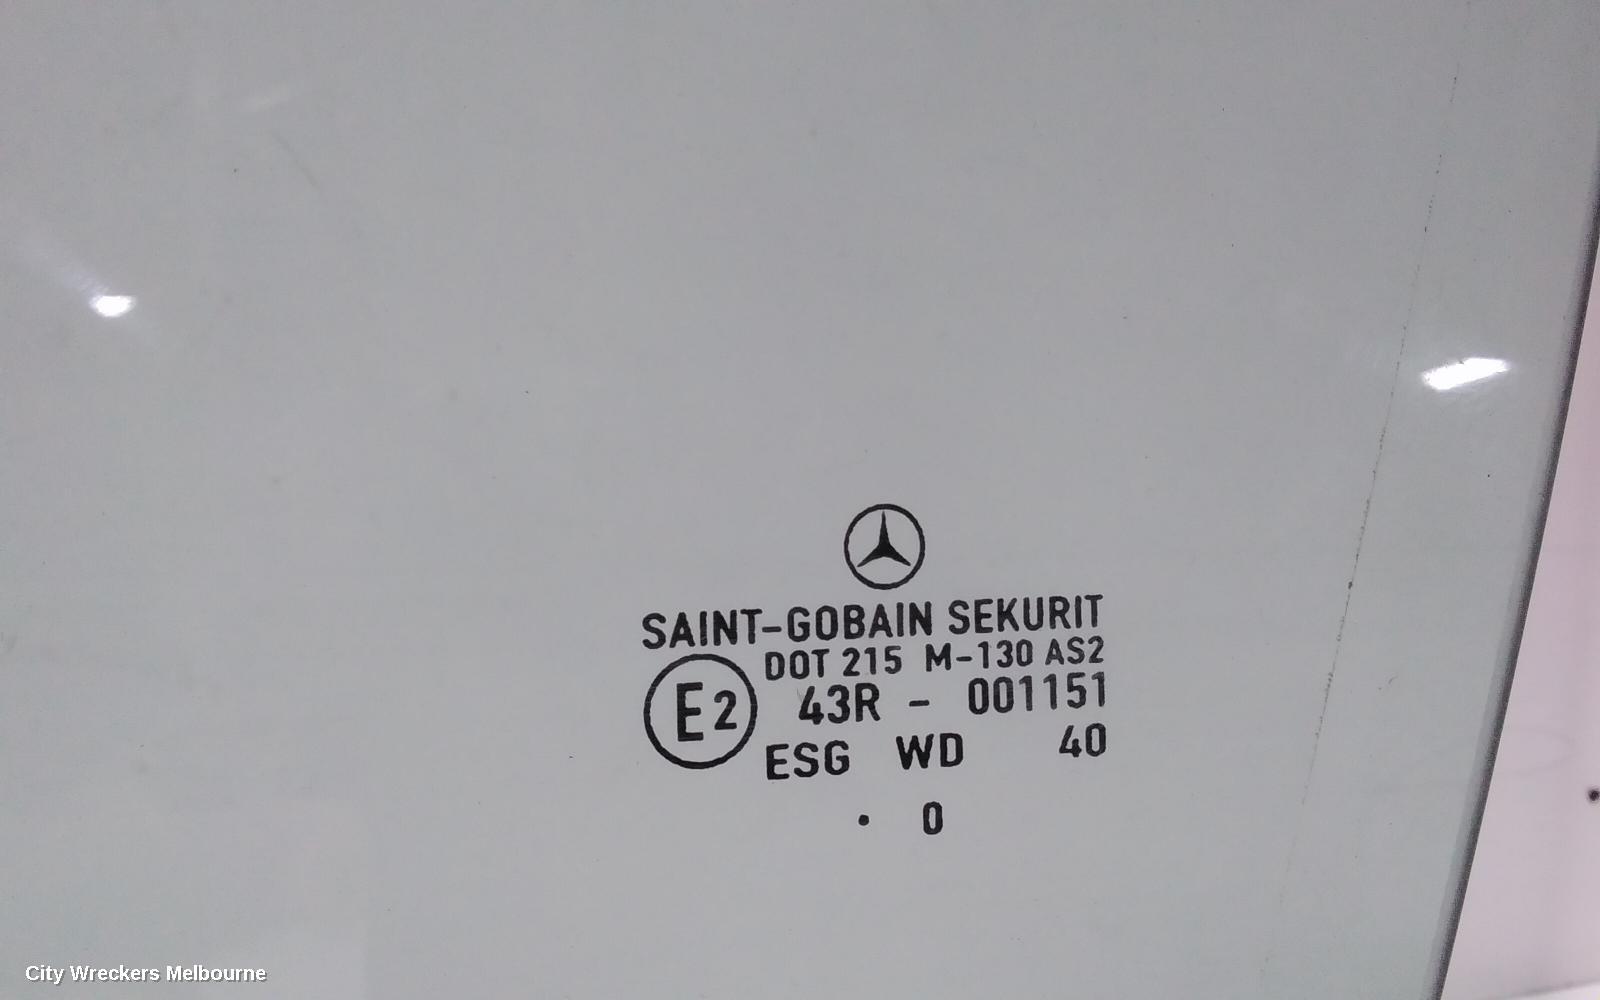 SAINT-GOBAIN SEKURIT
DOT 215 M-130 AS2
E2 43R - 001151
ESG WD 40
. 0
City Wreckers Melbourne